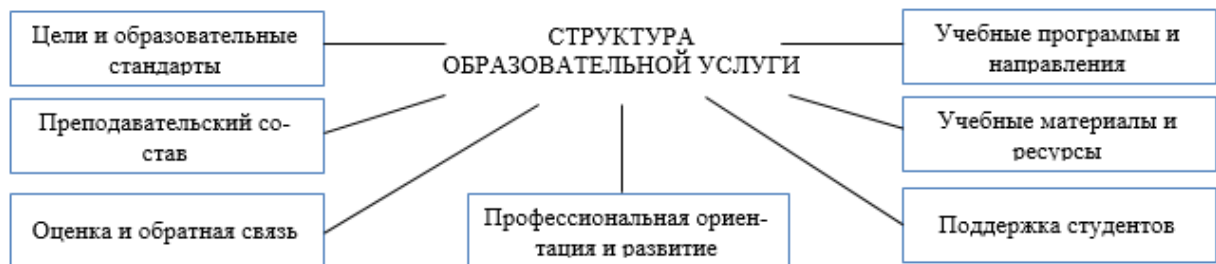 СТРУКТУРА
ОБРАЗОВАТЕЛЬНОЙ УСЛУГИ
Цели и образовательные
стандарты
Преподавательский со-
став
Оценка и обратная связь
Профессиональная ориен-
тация и развитие
Учебные программы и
направления
Учебные материалы и
ресурсы
Поддержка студентов